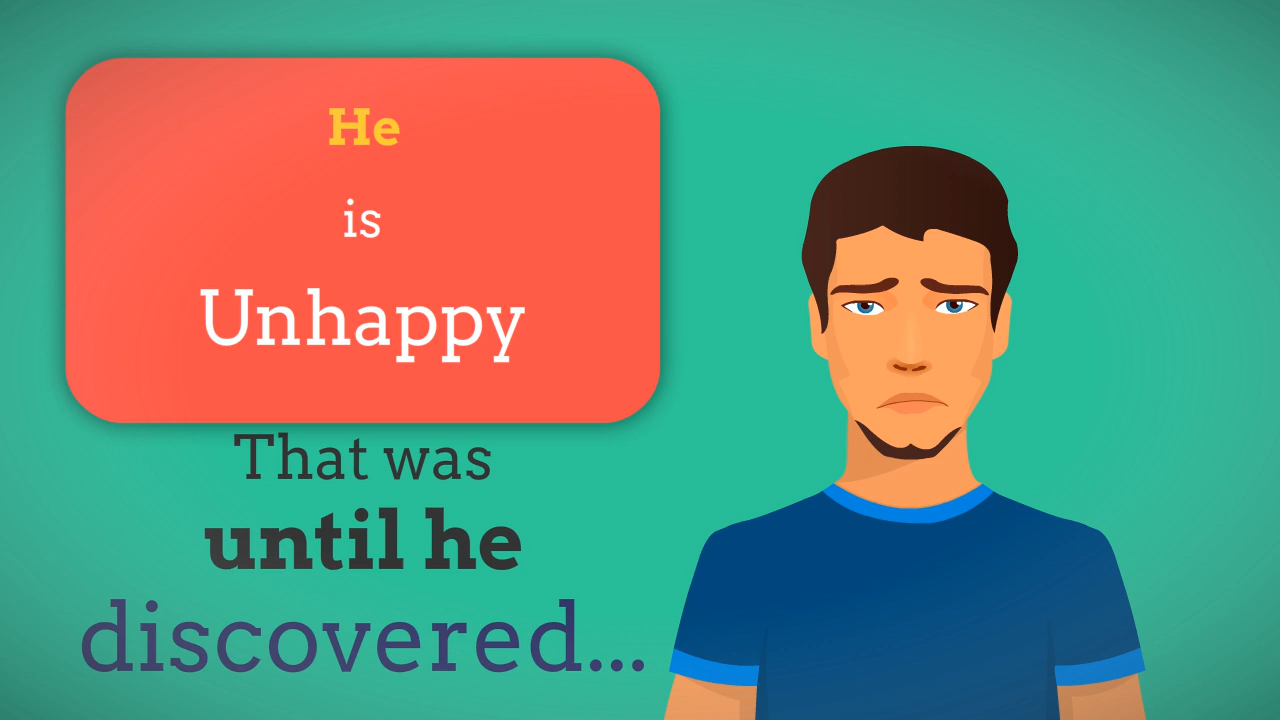 He
is
Unhappy
That was
until he
discovered...